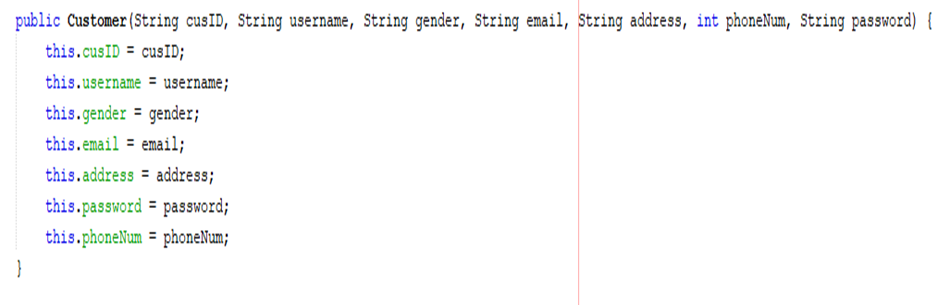 public Customer(String cusID, String username, String gender, String email, String address, int phoneNum, String password) {
this.cusID = cusID;
this.username = username;
this.gender = gender;
this.email = email;
this.address = address;
this.password = password;
this.phoneNum = phoneNum;
}